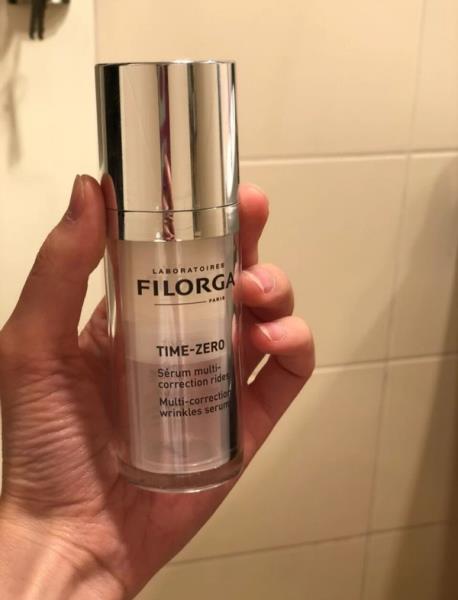 LABORATOIRES
FILORGA
PARIS
TIME-ZERO
Sérum multi-
correction rides
Multi-correction
wrinkles serum